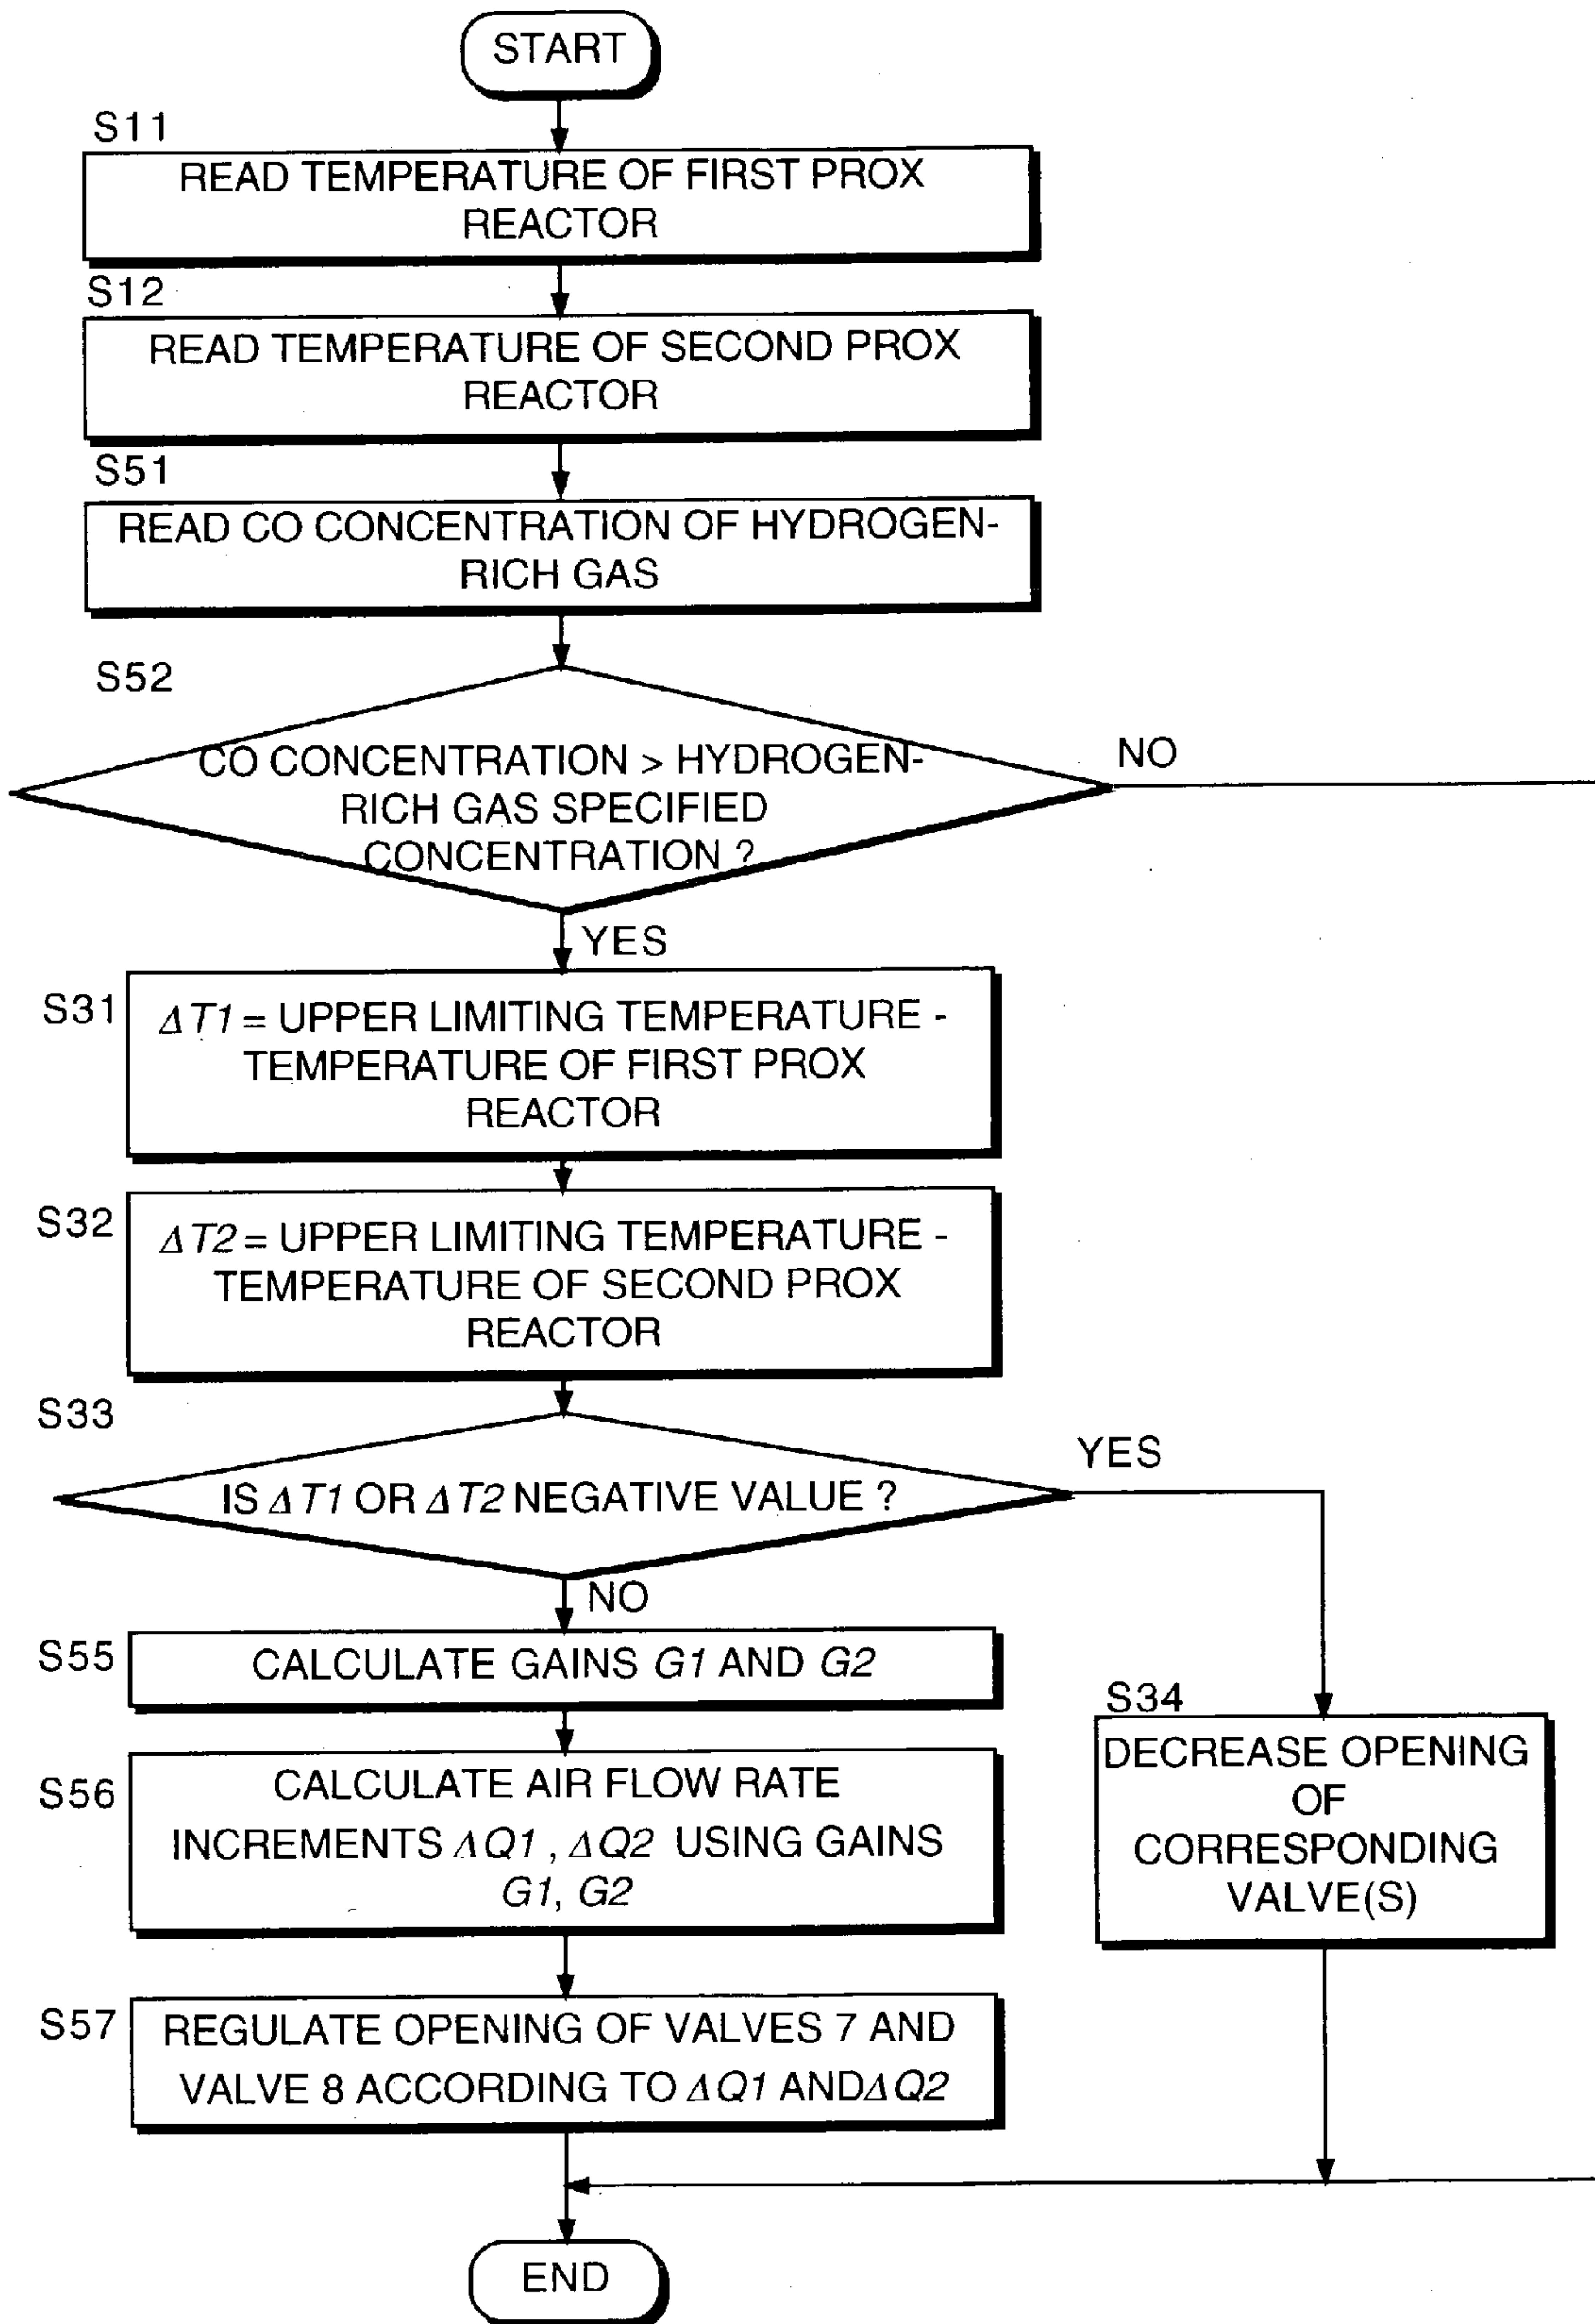 START
S11
READ TEMPERATURE OF FIRST PROX
REACTOR
S12
READ TEMPERATURE OF SECOND PROX
REACTOR
S51
READ CO CONCENTRATION OF HYDROGEN-
RICH GAS
S52
CO CONCENTRATION > HYDROGEN-
RICH GAS SPECIFIED
CONCENTRATION ?
NO
YES
S31
ΔT1 = UPPER LIMITING TEMPERATURE -
TEMPERATURE OF FIRST PROX
REACTOR
S32
ΔT2 = UPPER LIMITING TEMPERATURE -
TEMPERATURE OF SECOND PROX
REACTOR
S33
IS ΔT1 OR ΔT2 NEGATIVE VALUE ?
YES
NO
S55
CALCULATE GAINS G1 AND G2
S34
DECREASE OPENING
OF
CORRESPONDING
VALVE(S)
S56
CALCULATE AIR FLOW RATE
INCREMENTS ΔQ1 , ΔQ2 USING GAINS
G1, G2
S57
REGULATE OPENING OF VALVES 7 AND
VALVE 8 ACCORDING TO ΔQ1 ANDΔQ2
END